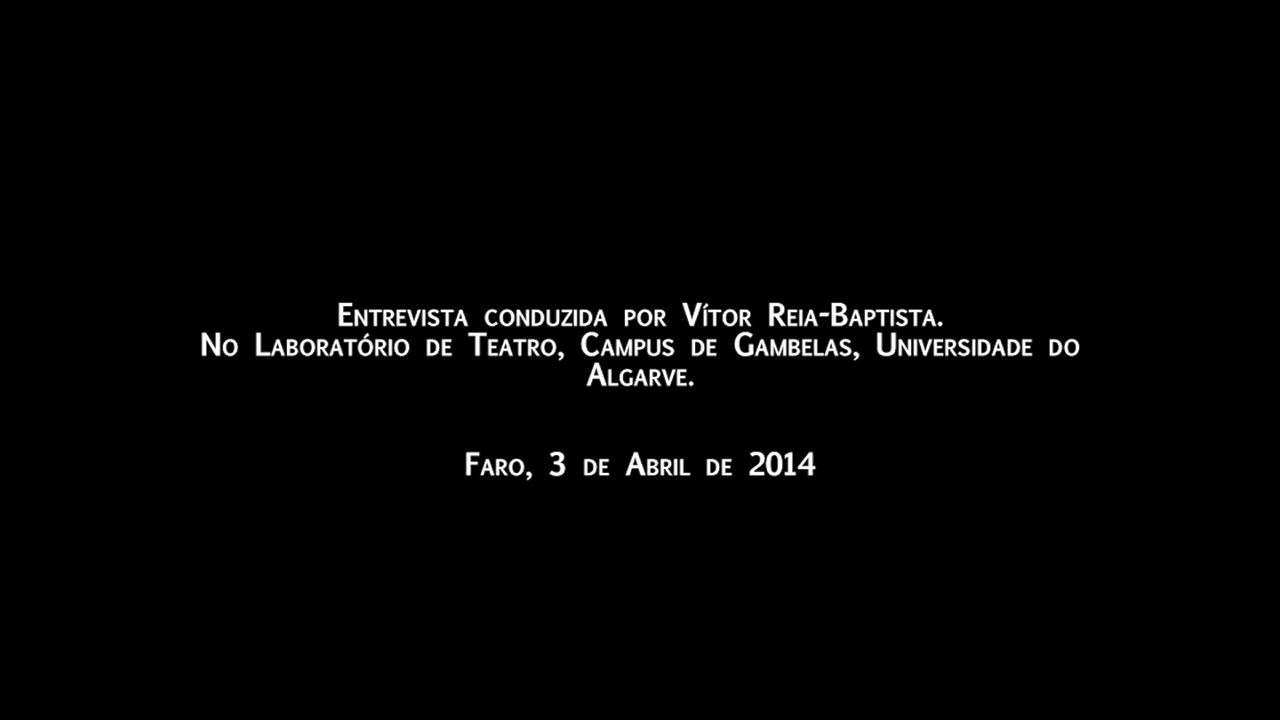 Entrevista conduzida por Vítor Reia-Baptista.
No Laboratório de Teatro, Campus de Gambelas, Universidade do
Algarve.
Faro, 3 de Abril de 2014